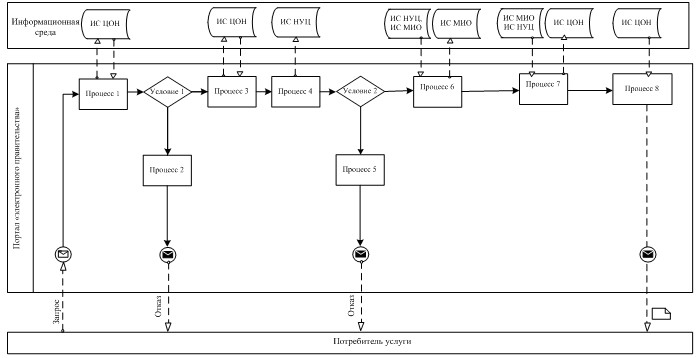 Информационная
среда
ИС ЦОН
ИС ЦОН
ИС НУЦ
ИС НУЦ,
ИС МИО
ИС МИО
ИС МИО
ИС НУЦ
ИС ЦОН
ИС ЦОН
Портал «электронного правительства»
Процесс 1
Условие 1
Процесс 3
Процесс 4
Условие 2
Процесс 6
Процесс 7
Процесс 8
Процесс 2
Процесс 5
Запрос
Отказ
Отказ
Потребитель услуги